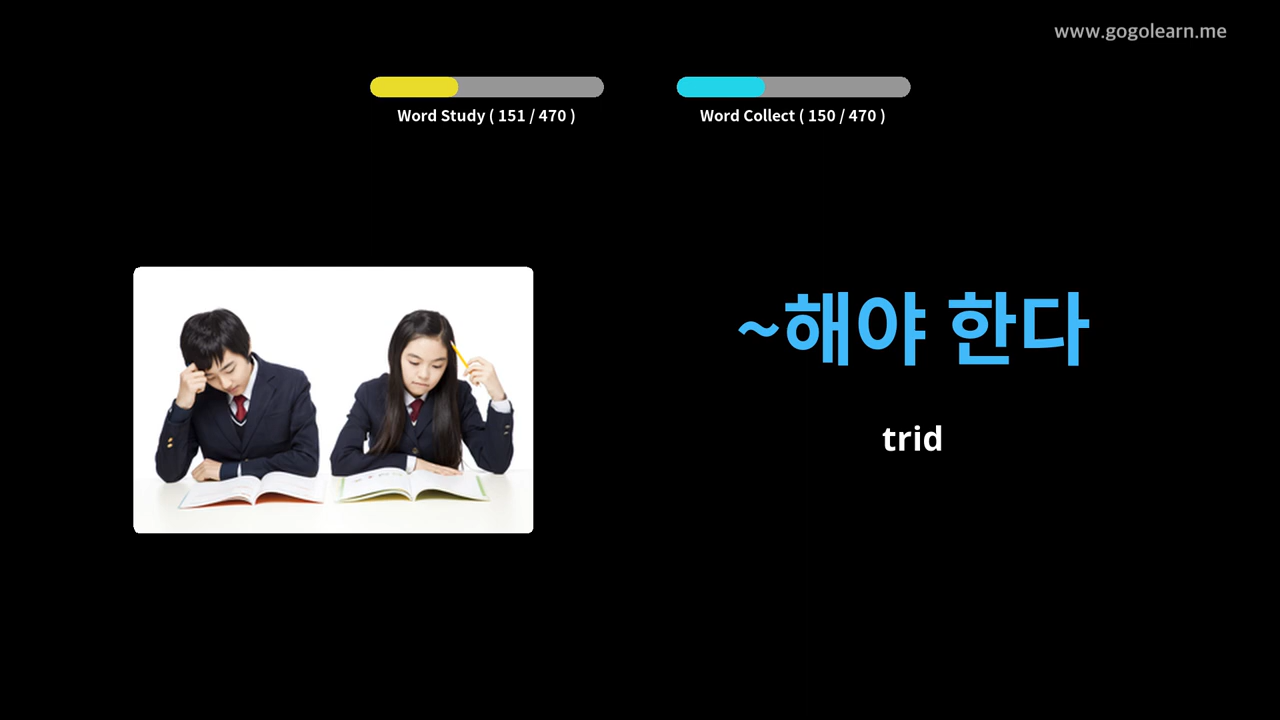 www.gogolearn.me
Word Study ( 151 / 470 )
Word Collect ( 150 / 470 )
~해야 한다
trid